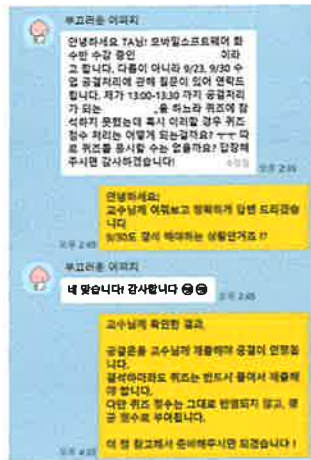 부끄러운 어피치
안녕하세요 TA님! 모바일소프트웨어 화
수반 수강 중인 이라
고 합니다. 다름이 아니라 9/23, 9/30 수
업 공결처리에 관해 질문이 있어 연락드
립니다. 제가 13:00-13:30 까지 공결처리
가 되는 을 하느라 퀴즈에 참
석하지 못했는데 혹시 이러할 경우 퀴즈
점수 처리는 어떻게 되는걸까요? ㅜㅜ 따
로 퀴즈를 응시할 수는 없을까요? 답장해
주시면 감사하겠습니다!
안녕하세요!
교수님께 여쭤보고 정확하게 답변 드리겠습
니다
9/30도 결석 해야하는 상황인거죠 !?
오후 2:45
부끄러운 어피치
네 맞습니다! 감사합니다
오후 2:45
교수님께 확인한 결과,
공결은 교수님께 제출해야 공결이 인정됩
니다.
결석하더라도 퀴즈는 반드시 풀어서 제출해
야 합니다.
다만 퀴즈 점수는 그대로 반영되지 않고, 평
균 점수로 부여됩니다.
이 점 참고해서 준비해주시면 되겠습니다 !